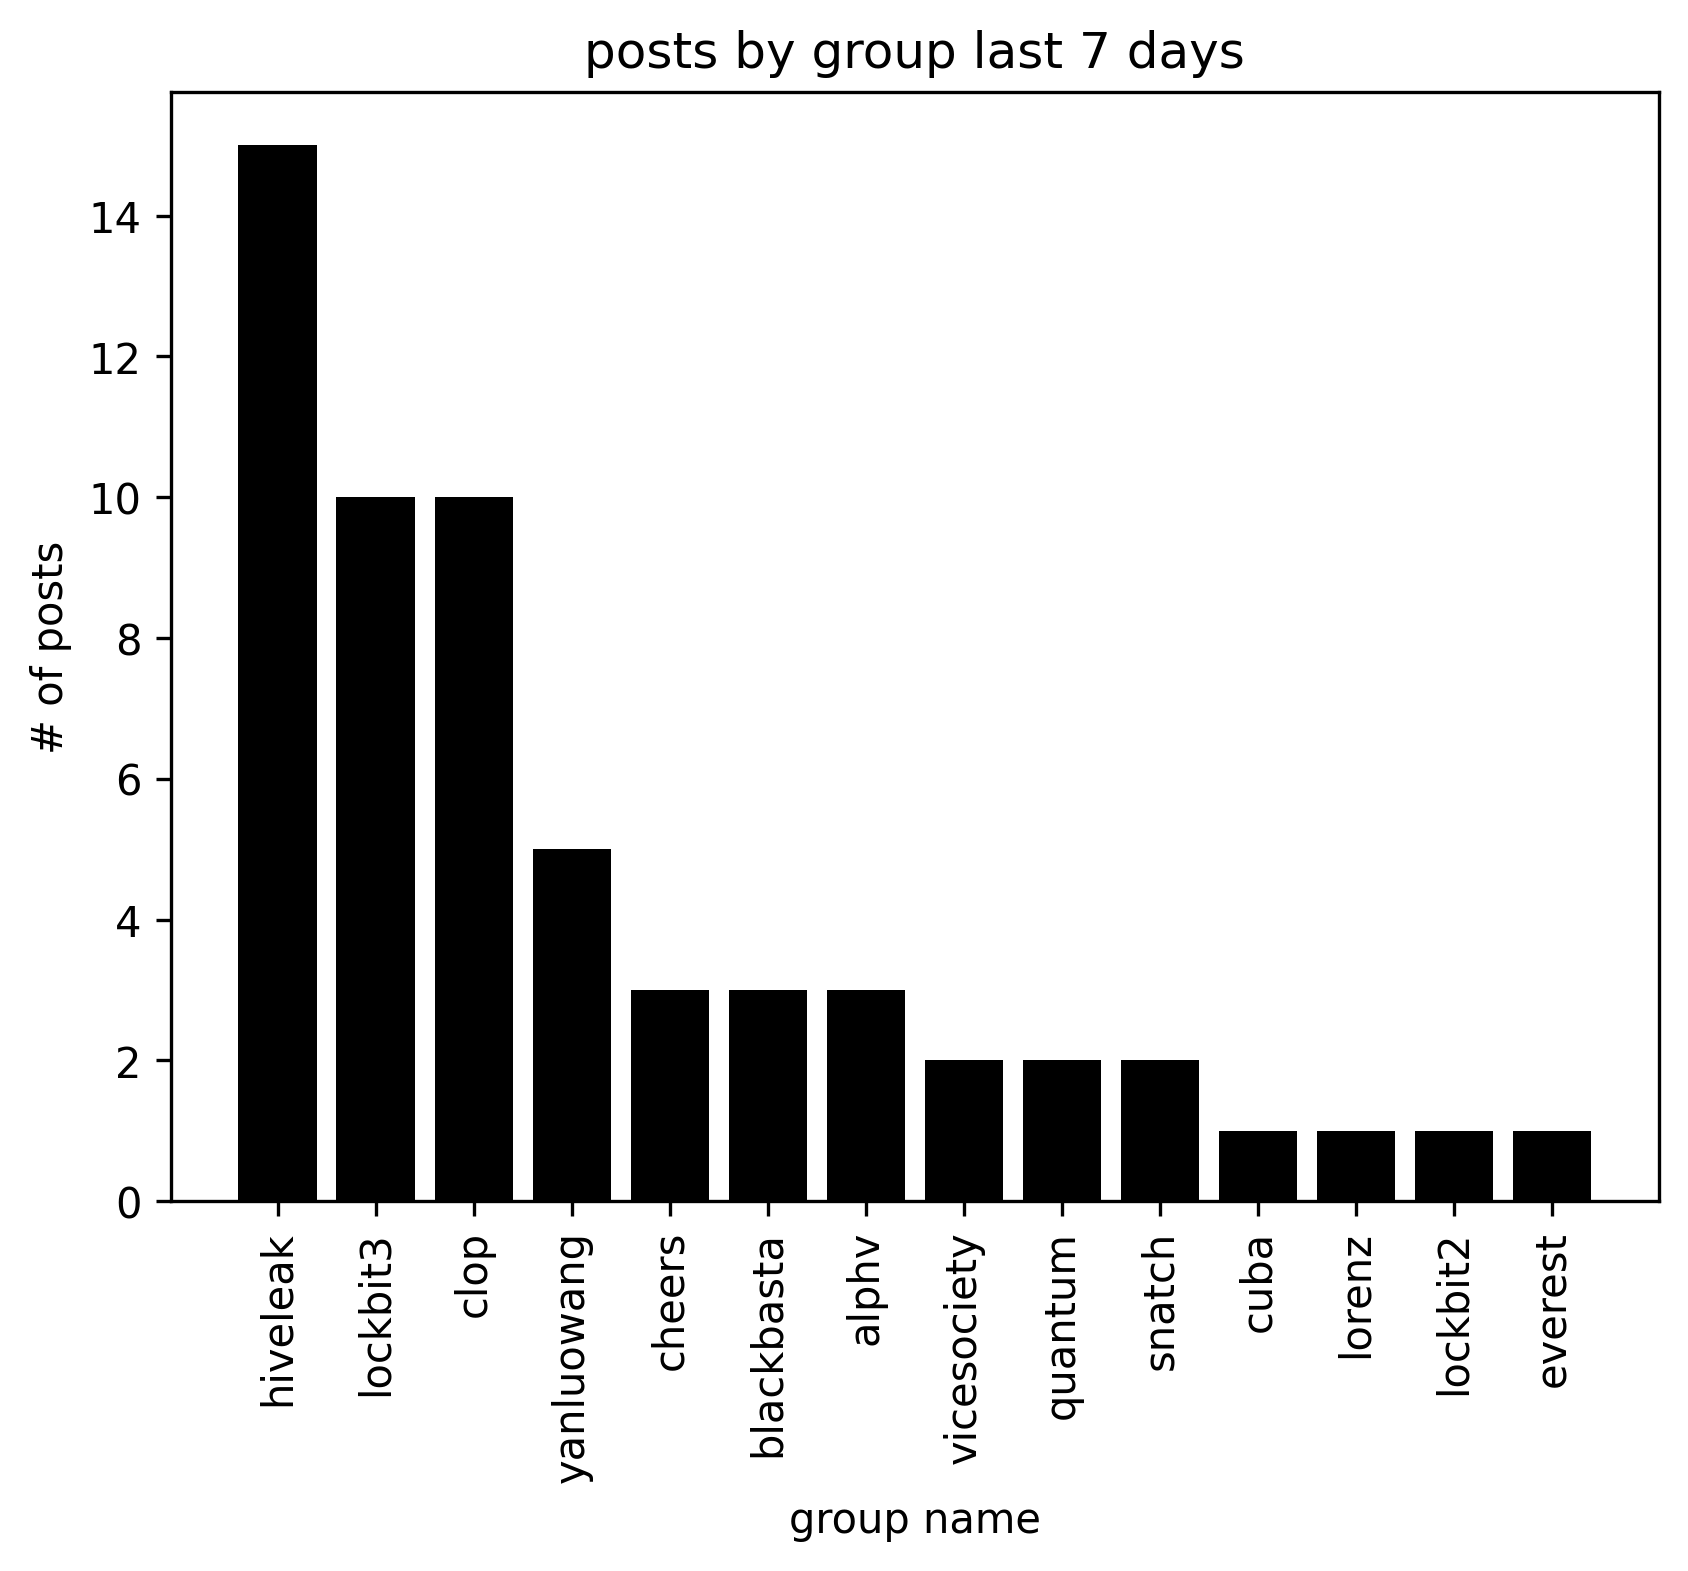 posts by group last 7 days
# of posts
14
12
10
8
6
4
2
0
hiveleak
lockbit3
clop
yanluowang
cheers
blackbasta
alphv
vicesociety
quantum
snatch
cuba
lorenz
lockbit2
everest
group name